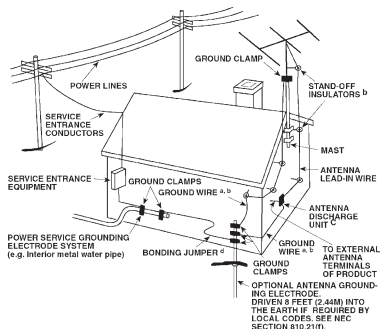 GROUND CLAMP
POWER LINES
STAND-OFF
INSULATORS b
SERVICE
ENTRANCE
CONDUCTORS
MAST
SERVICE ENTRANCE
EQUIPMENT
GROUND CLAMPS
GROUND WIRE a, b
ANTENNA
LEAD-IN WIRE
ANTENNA
DISCHARGE
UNIT C
POWER SERVICE GROUNDING
ELECTRODE SYSTEM
(e.g. Interior metal water pipe)
BONDING JUMPER d
GROUND
WIRE a, b
TO EXTERNAL
ANTENNA
TERMINALS
OF PRODUCT
GROUND
CLAMPS
OPTIONAL ANTENNA GROUND-
ING ELECTRODE.
DRIVEN 8 FEET (2.44M) INTO
THE EARTH IF REQUIRED BY
LOCAL CODES. SEE NEC
SECTION 810.21(f).